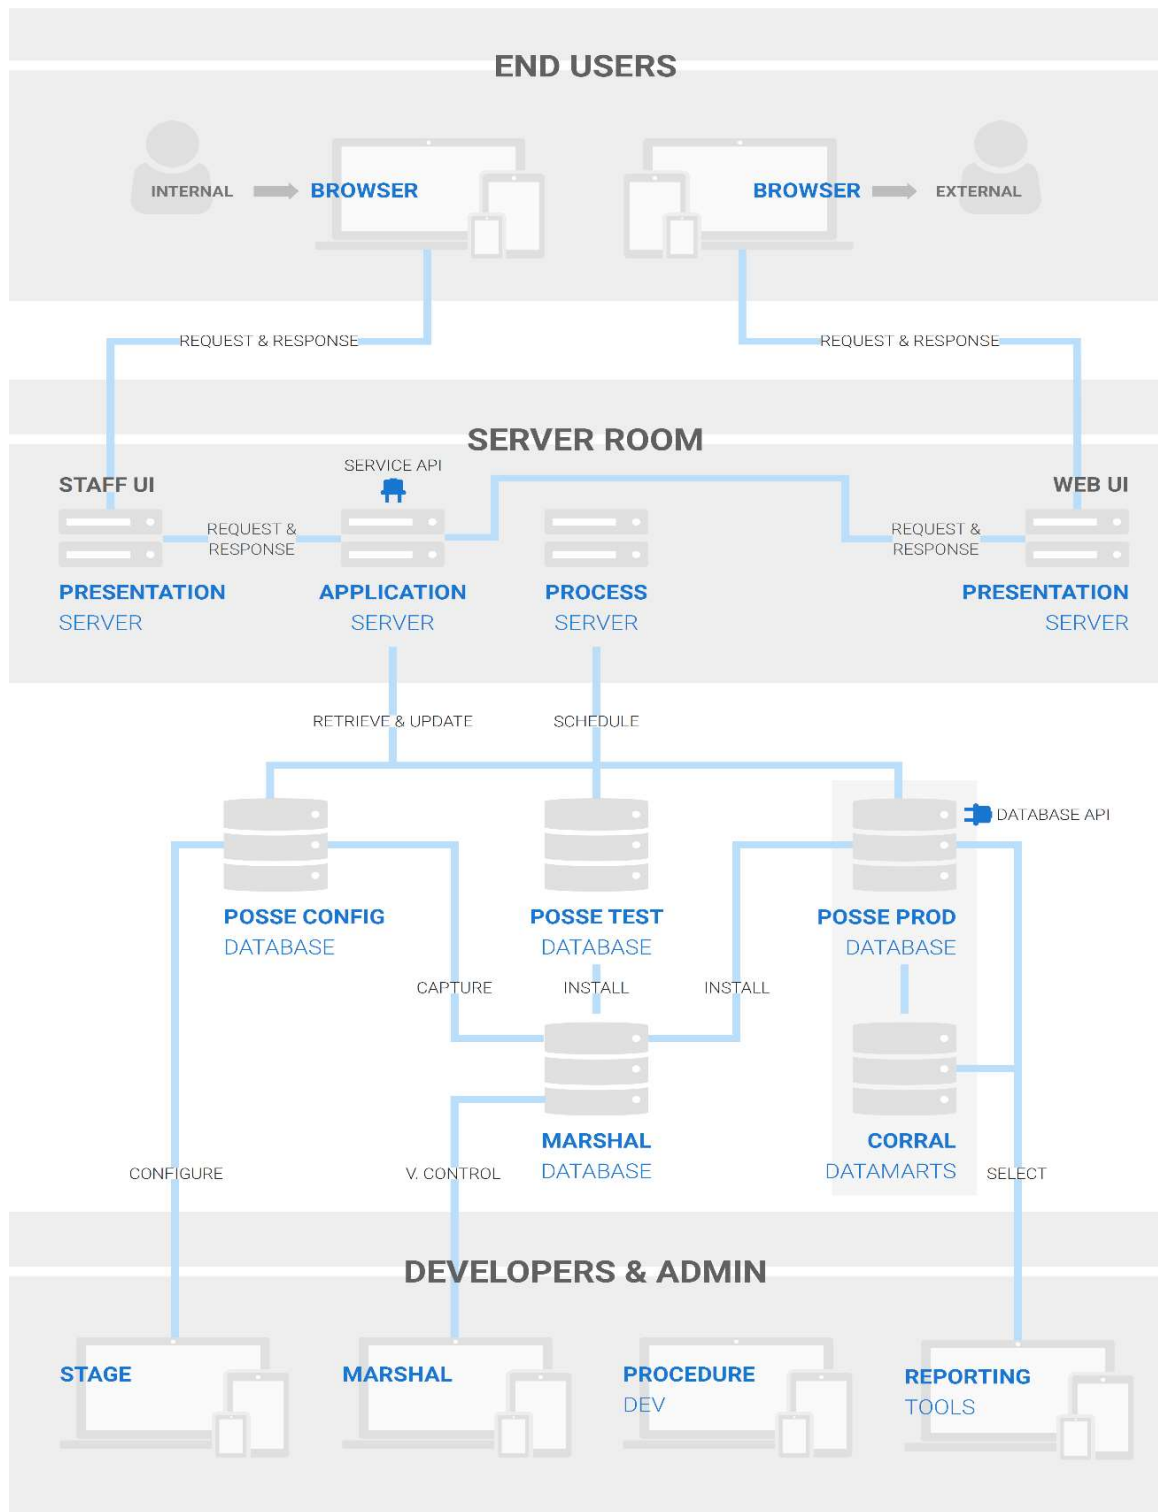 END USERS
INTERNAL
BROWSER
BROWSER
EXTERNAL
REQUEST & RESPONSE
REQUEST & RESPONSE
SERVER ROOM
STAFF UI
SERVICE API
WEB UI
REQUEST &
RESPONSE
REQUEST &
RESPONSE
PRESENTATION
SERVER
APPLICATION
SERVER
PROCESS
SERVER
PRESENTATION
SERVER
RETRIEVE & UPDATE
SCHEDULE
DATABASE API
POSSE CONFIG
DATABASE
POSSE TEST
DATABASE
POSSE PROD
DATABASE
CAPTURE
INSTALL
INSTALL
MARSHAL
DATABASE
CORRAL
DATAMARTS
CONFIGURE
V. CONTROL
SELECT
DEVELOPERS & ADMIN
STAGE
MARSHAL
PROCEDURE
DEV
REPORTING
TOOLS